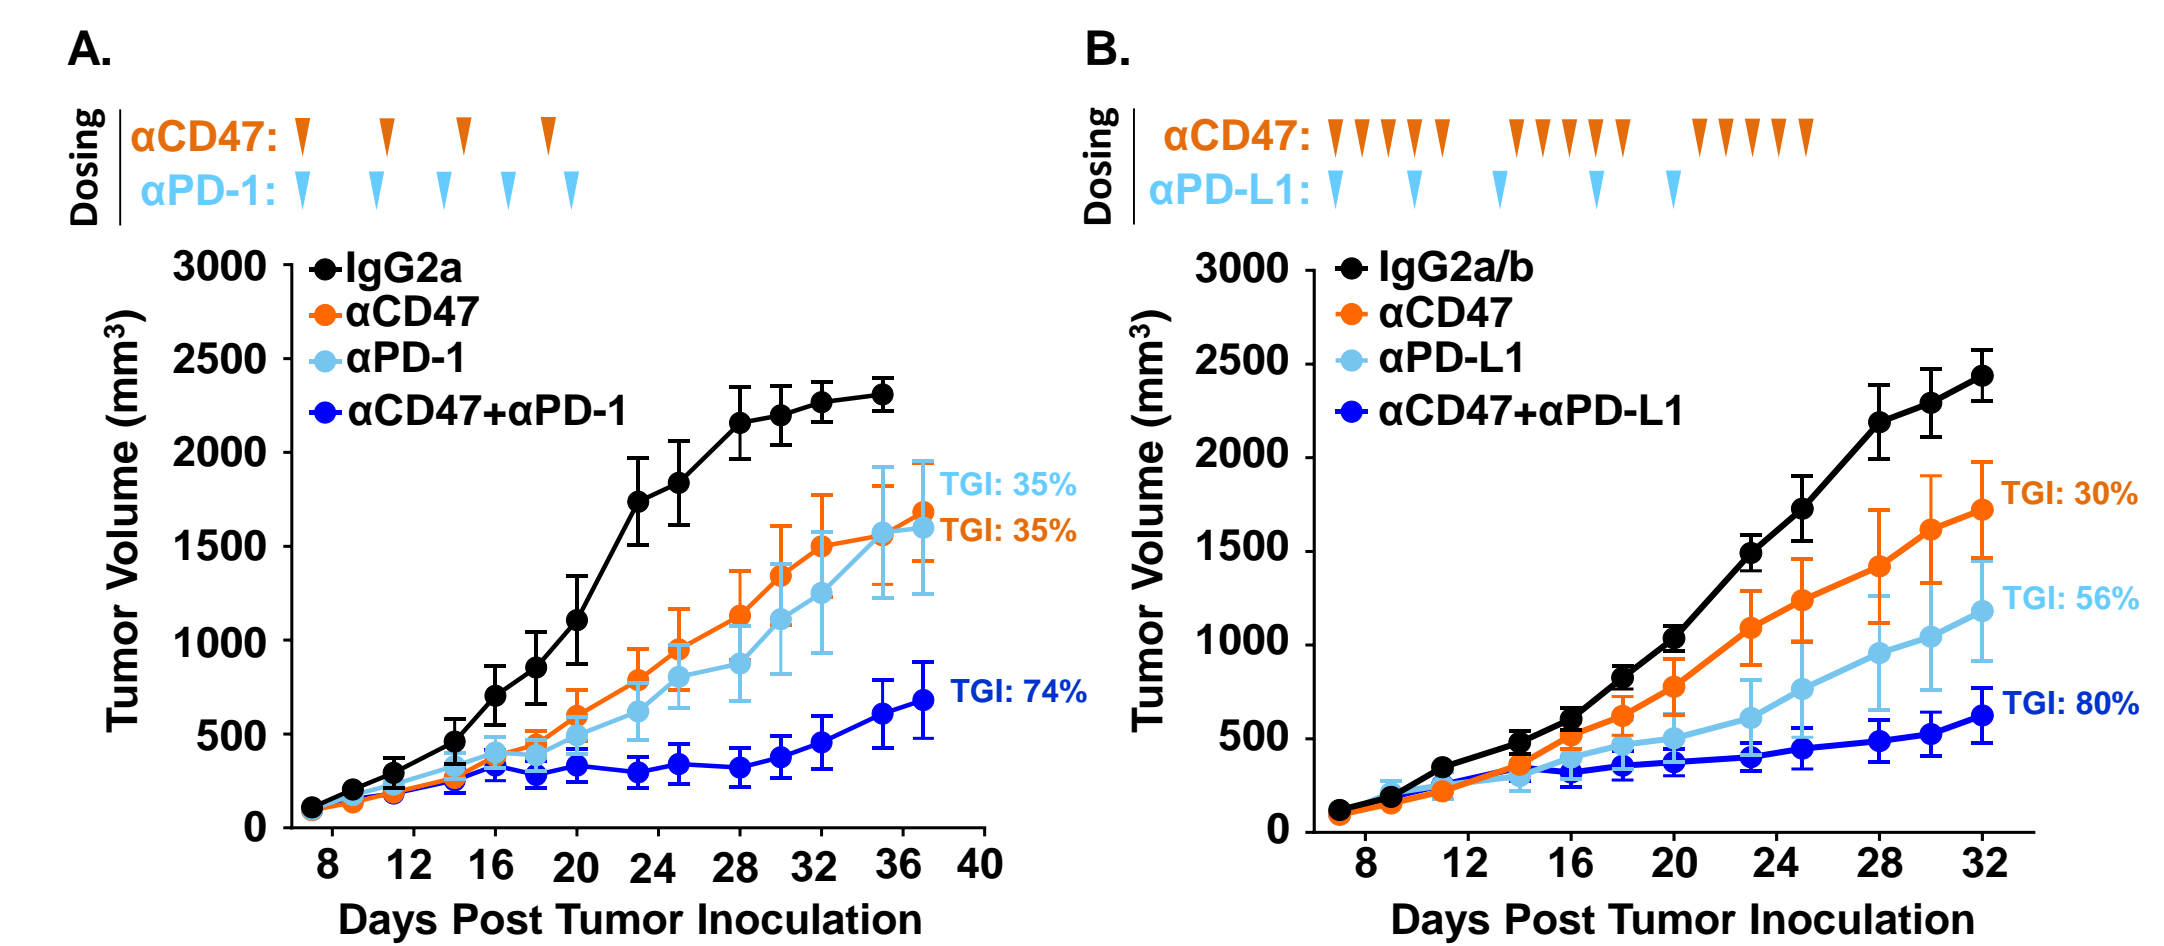 A.
Dosing
αCD47:
αPD-1:
3000
2500
2000
1500
1000
500
0
Tumor Volume (mm³)
IgG2a
αCD47
αPD-1
αCD47+αPD-1
TGI: 35%
TGI: 35%
TGI: 74%
8 12 16 20 24 28 32 36 40
Days Post Tumor Inoculation
B.
Dosing
αCD47:
αPD-L1:
3000
2500
2000
1500
1000
500
0
Tumor Volume (mm³)
IgG2a/b
αCD47
αPD-L1
αCD47+αPD-L1
TGI: 30%
TGI: 56%
TGI: 80%
8 12 16 20 24 28 32
Days Post Tumor Inoculation